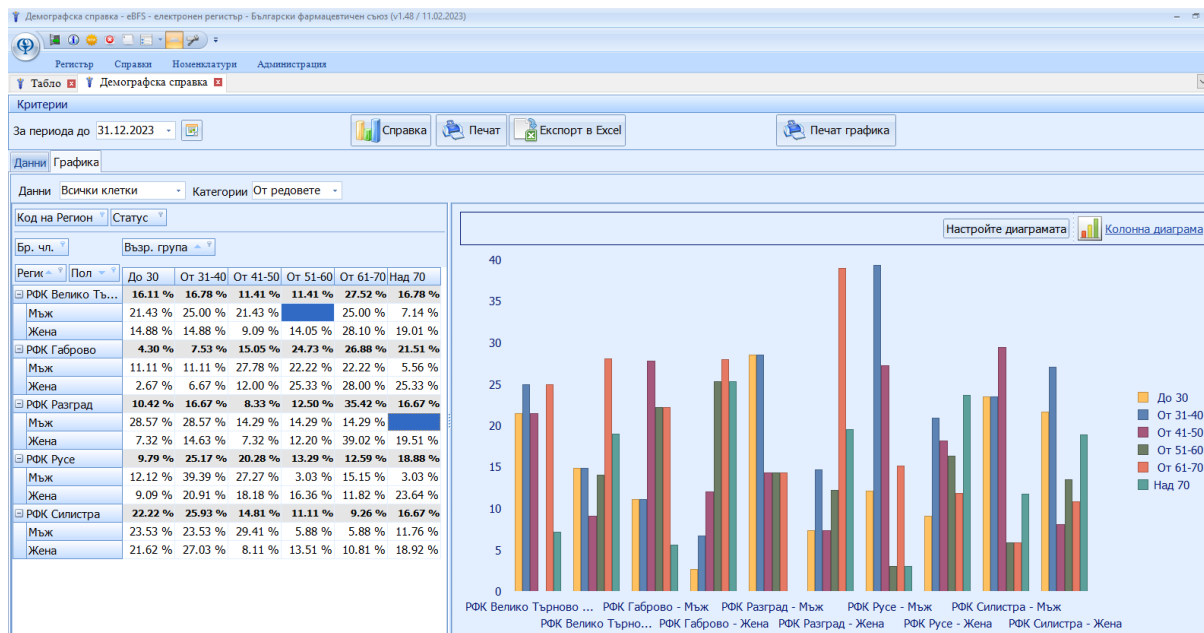 Демографска справка - eBFS - електронен регистър - Български фармацевтичен съюз (v1.48 / 11.02.2023)
Регистър Справки Номенклатури Администрация
Табло Демографска справка
Критерии
За периода до 31.12.2023 Справка Печат Експорт в Excel Печат графика
Данни Графика
Данни Всички клетки Категории От редовете
Код на Регион Статус
Настройте диаграмата Колонна диаграма
Бр. чл. Възр. група
Пол До 30 От 31-40 От 41-50 От 51-60 От 61-70 Над 70
РФК Велико Тъ... 16.11 % 16.78 % 11.41 % 11.41 % 27.52 % 16.78 %
Мъж 21.43 % 25.00 % 21.43 % 25.00 % 7.14 %
Жена 14.88 % 14.88 % 9.09 % 14.05 % 28.10 % 19.01 %
РФК Габрово 4.30 % 7.53 % 15.05 % 24.73 % 26.88 % 21.51 %
Мъж 11.11 % 11.11 % 27.78 % 22.22 % 22.22 % 5.56 %
Жена 2.67 % 6.67 % 12.00 % 25.33 % 28.00 % 25.33 %
РФК Разград 10.42 % 16.67 % 8.33 % 12.50 % 35.42 % 16.67 %
Мъж 28.57 % 28.57 % 14.29 % 14.29 % 14.29 %
Жена 7.32 % 14.63 % 7.32 % 12.20 % 39.02 % 19.51 %
РФК Русе 9.79 % 25.17 % 20.28 % 13.29 % 12.59 % 18.88 %
Мъж 12.12 % 39.39 % 27.27 % 3.03 % 15.15 % 3.03 %
Жена 9.09 % 20.91 % 18.18 % 16.36 % 11.82 % 23.64 %
РФК Силистра 22.22 % 25.93 % 14.81 % 11.11 % 9.26 % 16.67 %
Мъж 23.53 % 23.53 % 29.41 % 5.88 % 5.88 % 11.76 %
Жена 21.62 % 27.03 % 8.11 % 13.51 % 10.81 % 18.92 %
40
35
30
25
20
15
10
5
0
РФК Велико Търново ... РФК Габрово - Мъж РФК Разград - Мъж РФК Русе - Мъж РФК Силистра - Мъж
РФК Велико Търно... РФК Габрово - Жена РФК Разград - Жена РФК Русе - Жена РФК Силистра - Жена
До 30
От 31-40
От 41-50
От 51-60
От 61-70
Над 70